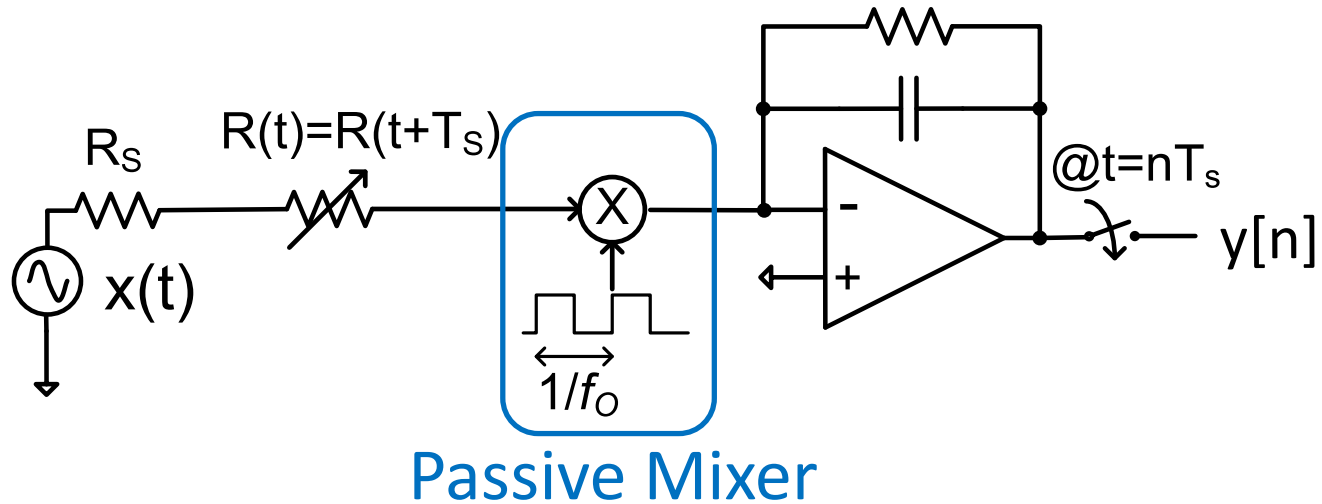 R(t)=R(t+T_S)
R_S
@t=nT_s
X
-
y[n]
x(t)
+
1/f_O
Passive Mixer